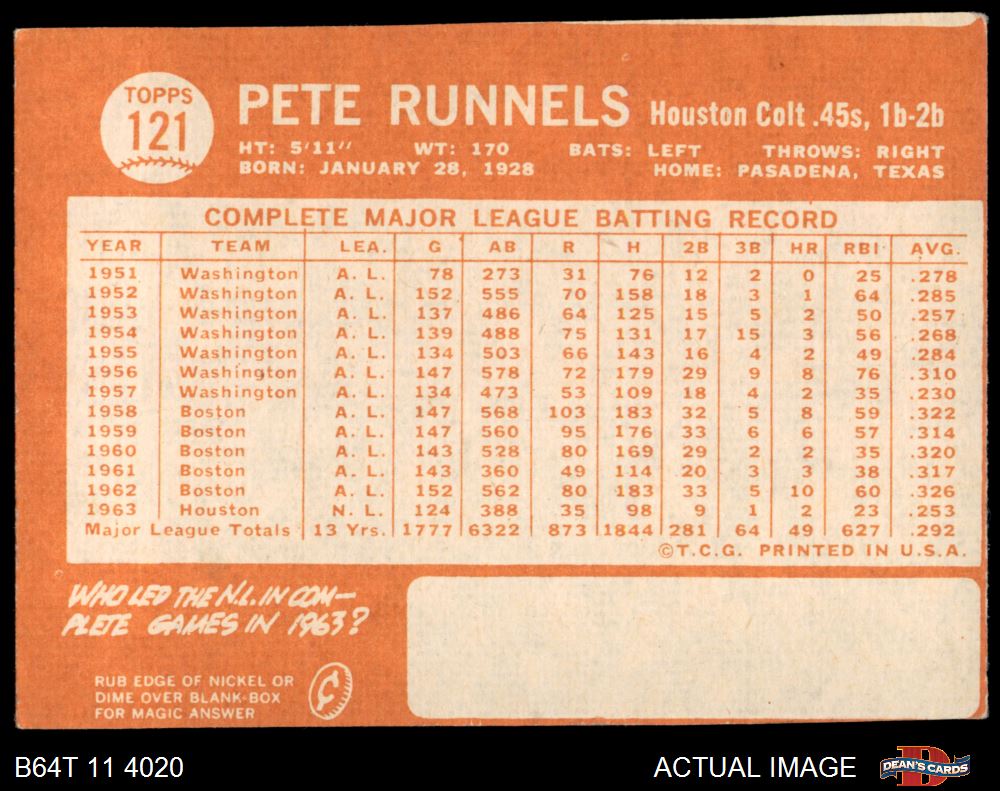 TOPPS
121
PETE RUNNELS Houston Colt .45s, 1b-2b
HT: 5'11" WT: 170 BATS: LEFT THROWS: RIGHT
BORN: JANUARY 28, 1928 HOME: PASADENA, TEXAS
COMPLETE MAJOR LEAGUE BATTING RECORD
YEAR TEAM LEA. G AB R H 2B 3B HR RBI AVG.
1951 Washington A. L. 78 273 31 76 12 2 0 25 .278
1952 Washington A. L. 152 555 70 158 18 3 1 64 .285
1953 Washington A. L. 137 486 64 125 15 5 2 50 .257
1954 Washington A. L. 139 488 75 131 17 15 3 56 .268
1955 Washington A. L. 134 503 66 143 16 4 2 49 .284
1956 Washington A. L. 147 578 72 179 29 9 8 76 .310
1957 Washington A. L. 134 473 53 109 18 4 2 35 .230
1958 Boston A. L. 147 568 103 183 32 5 8 59 .322
1959 Boston A. L. 147 560 95 176 33 6 6 57 .314
1960 Boston A. L. 143 528 80 169 29 2 2 35 .320
1961 Boston A. L. 143 360 49 114 20 3 3 38 .317
1962 Boston A. L. 152 562 80 183 33 5 10 60 .326
1963 Houston N. L. 124 388 35 98 9 1 2 23 .253
Major League Totals 13 Yrs. 1777 6322 873 1844 281 64 49 627 .292
©T.C.G. PRINTED IN U.S.A.
WHO LED THE N.L. IN COM-
PLETE GAMES IN 1963?
RUB EDGE OF NICKEL OR
DIME OVER BLANK-BOX
FOR MAGIC ANSWER
¢
B64T 11 4020 ACTUAL IMAGE D DEAN'S CARDS